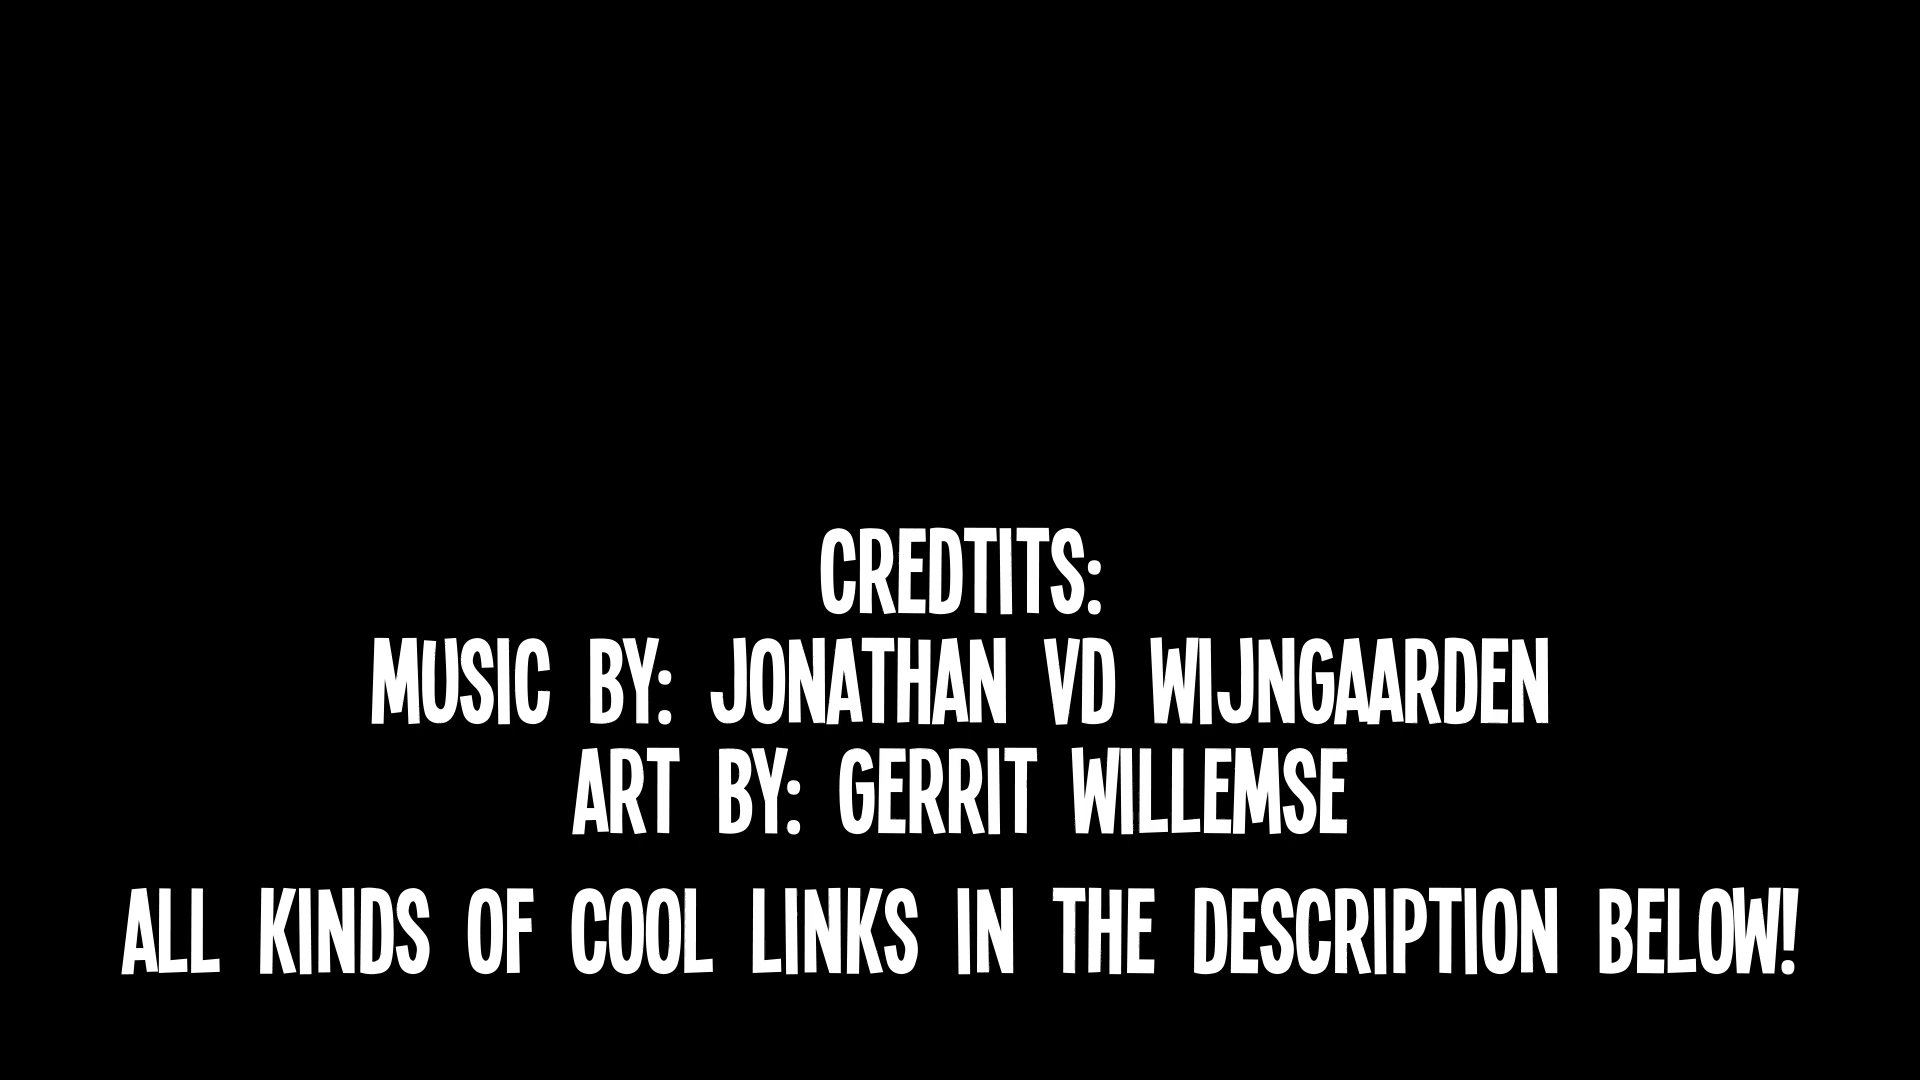 CREDTITS:
MUSIC BY: JONATHAN VD WIJNGAARDEN
ART BY: GERRIT WILLEMSE
ALL KINDS OF COOL LINKS IN THE DESCRIPTION BELOW!